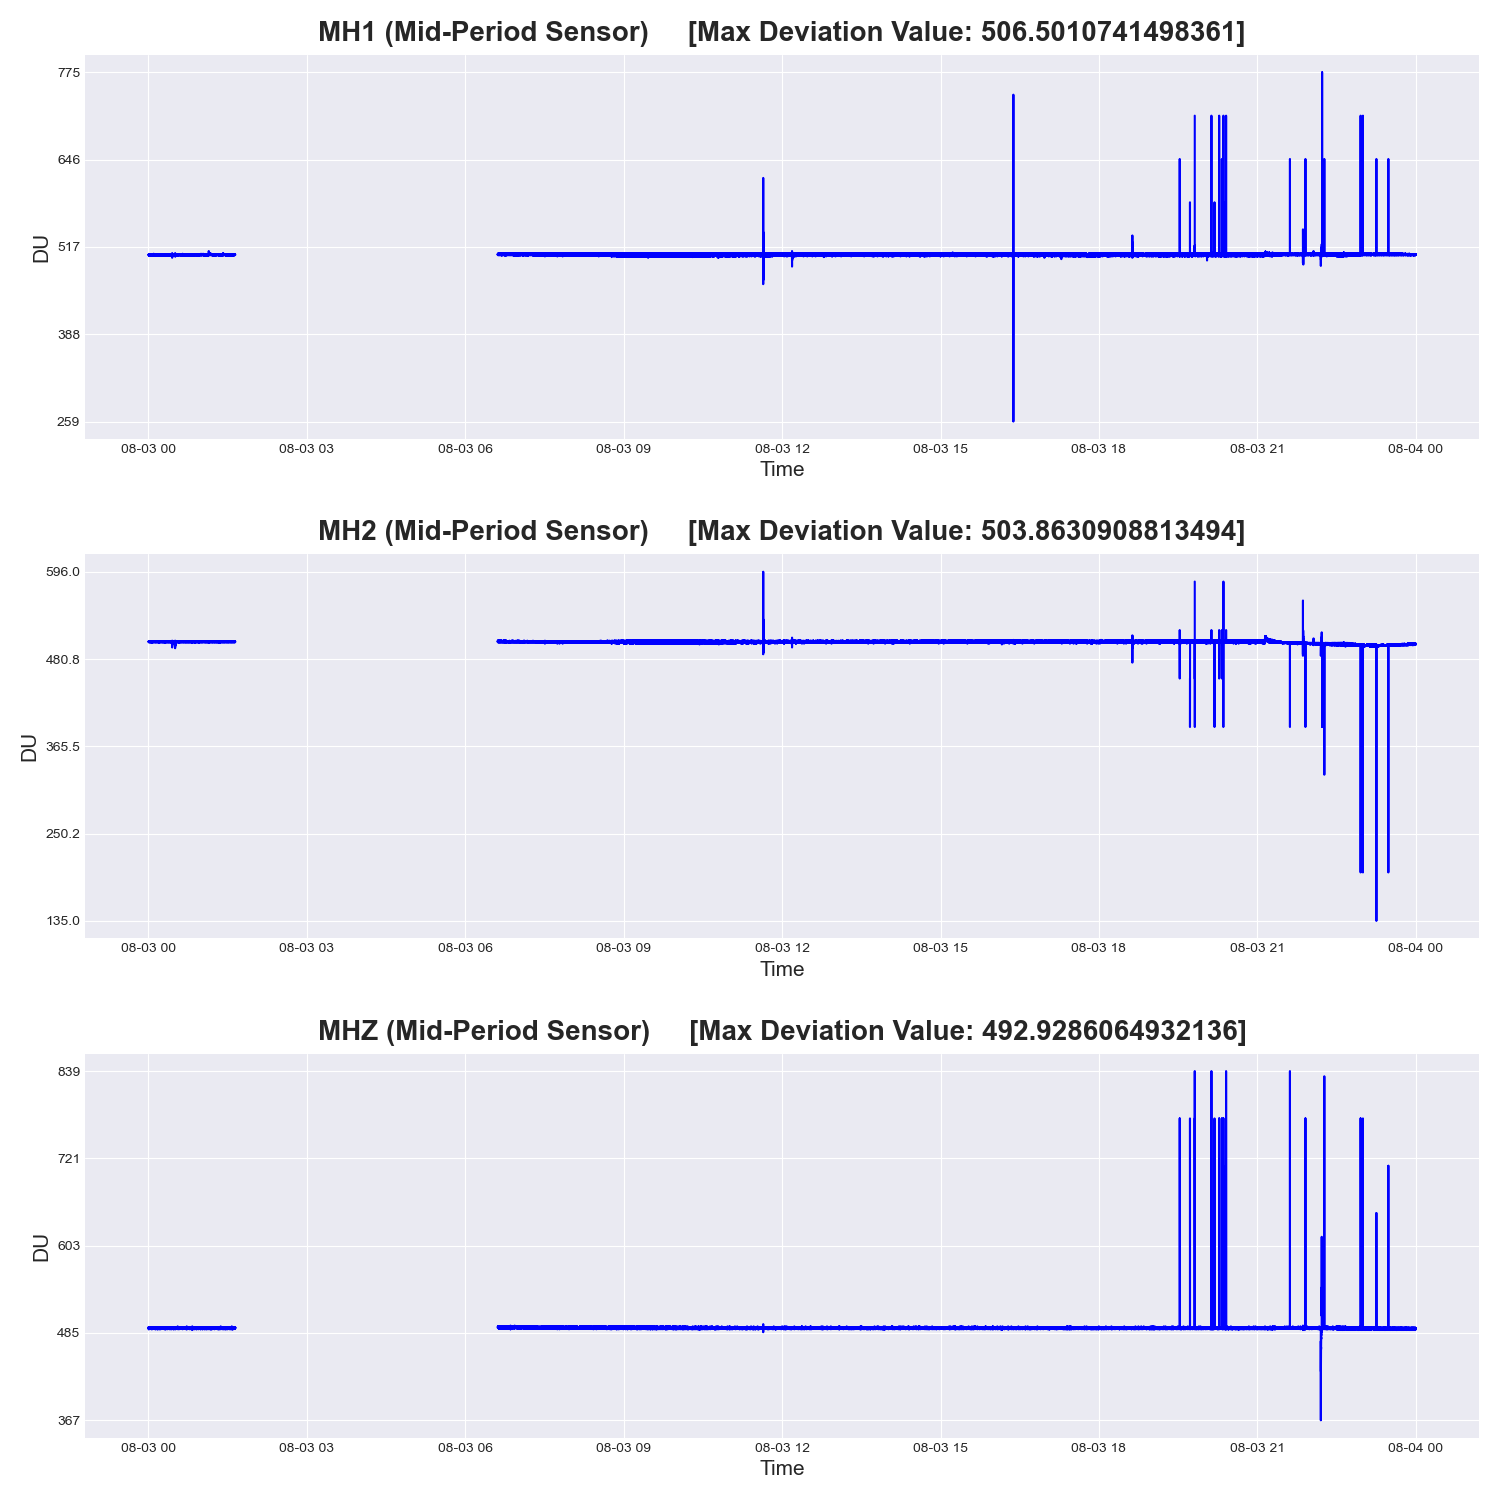 MH1 (Mid-Period Sensor) [Max Deviation Value: 506.5010741498361]
775
646
517
388
259
DU
08-03 00 08-03 03 08-03 06 08-03 09 08-03 12 08-03 15 08-03 18 08-03 21 08-04 00
Time
MH2 (Mid-Period Sensor) [Max Deviation Value: 503.8630908813494]
596.0
480.8
365.5
250.2
135.0
DU
08-03 00 08-03 03 08-03 06 08-03 09 08-03 12 08-03 15 08-03 18 08-03 21 08-04 00
Time
MHZ (Mid-Period Sensor) [Max Deviation Value: 492.9286064932136]
839
721
603
485
367
DU
08-03 00 08-03 03 08-03 06 08-03 09 08-03 12 08-03 15 08-03 18 08-03 21 08-04 00
Time